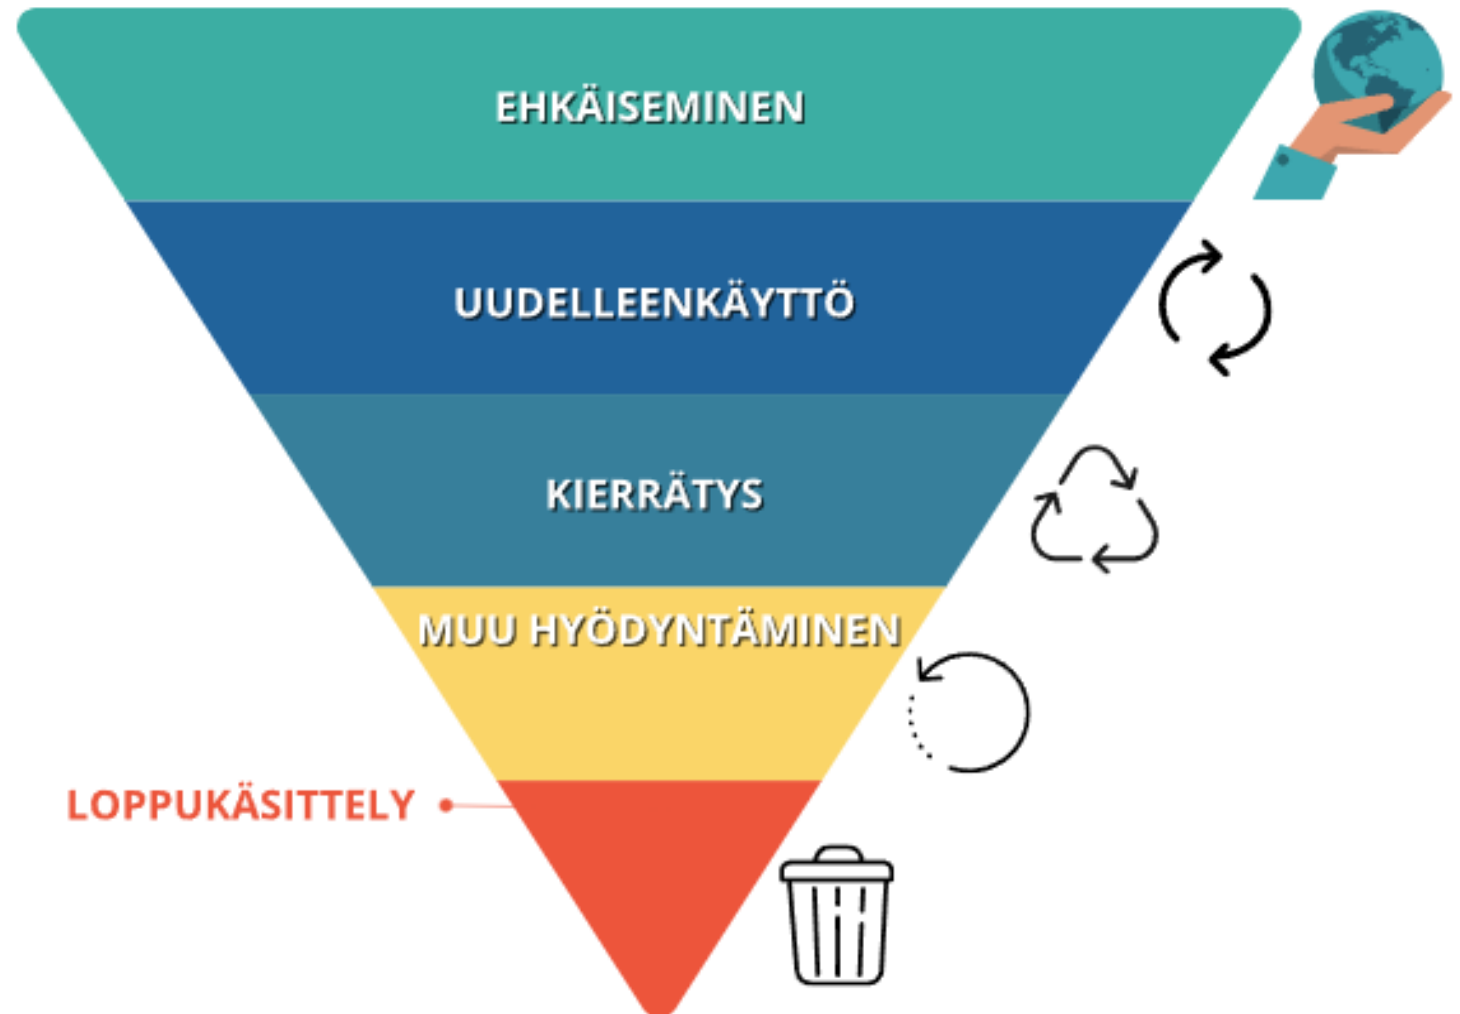 EHKÄISEMINEN
UUDELLEENKÄYTTÖ
KIERRÄTYS
MUU HYÖDYNTÄMINEN
LOPPUKÄSITTELY